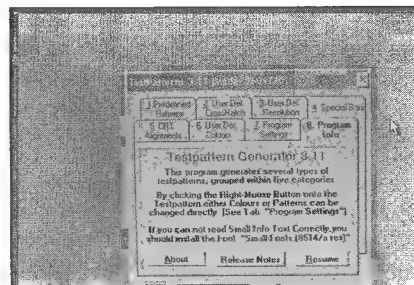 1 Predefined
Patterns
2 User Def.
CrossHatch
3 User Def.
Resolution
4 Special
5 CRT
Alignments
6 User Def.
Colours
7 Program
Settings
8 Program
Info
Testpattern Generator
This program generates several types of
testpatterns, grouped within five categories
By clicking the Right Mouse Button onto the
Testpattern either Colours or Patterns can be
changed directly (See Tab "Program Settings")
If you can not read Small Info Text Correctly, you
should install the Font "Small Fonts (8514/a res)"
About
Release Notes
Resume